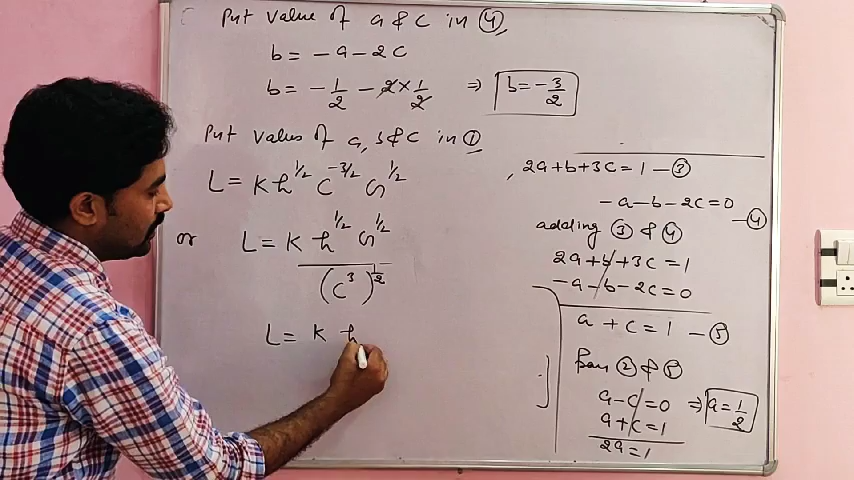 Put value of a & c in ④
b = - a - 2c
b = - 1/2 - 2 × 1/2 ⇒ b = - 3/2
Put values of a, b & c in ①
L = K h^1/2 c^-3/2 G^1/2
or L = K h^1/2 G^1/2 / (c^3)^1/2
L = K h
2a + b + 3c = 1 - ③
- a - b - 2c = 0 - ④
adding ③ & ④
2a + b + 3c = 1
- a - b - 2c = 0
a + c = 1 - ⑤
from ② & ⑤
a - c = 0 ⇒ a = 1/2
a + c = 1
2a = 1